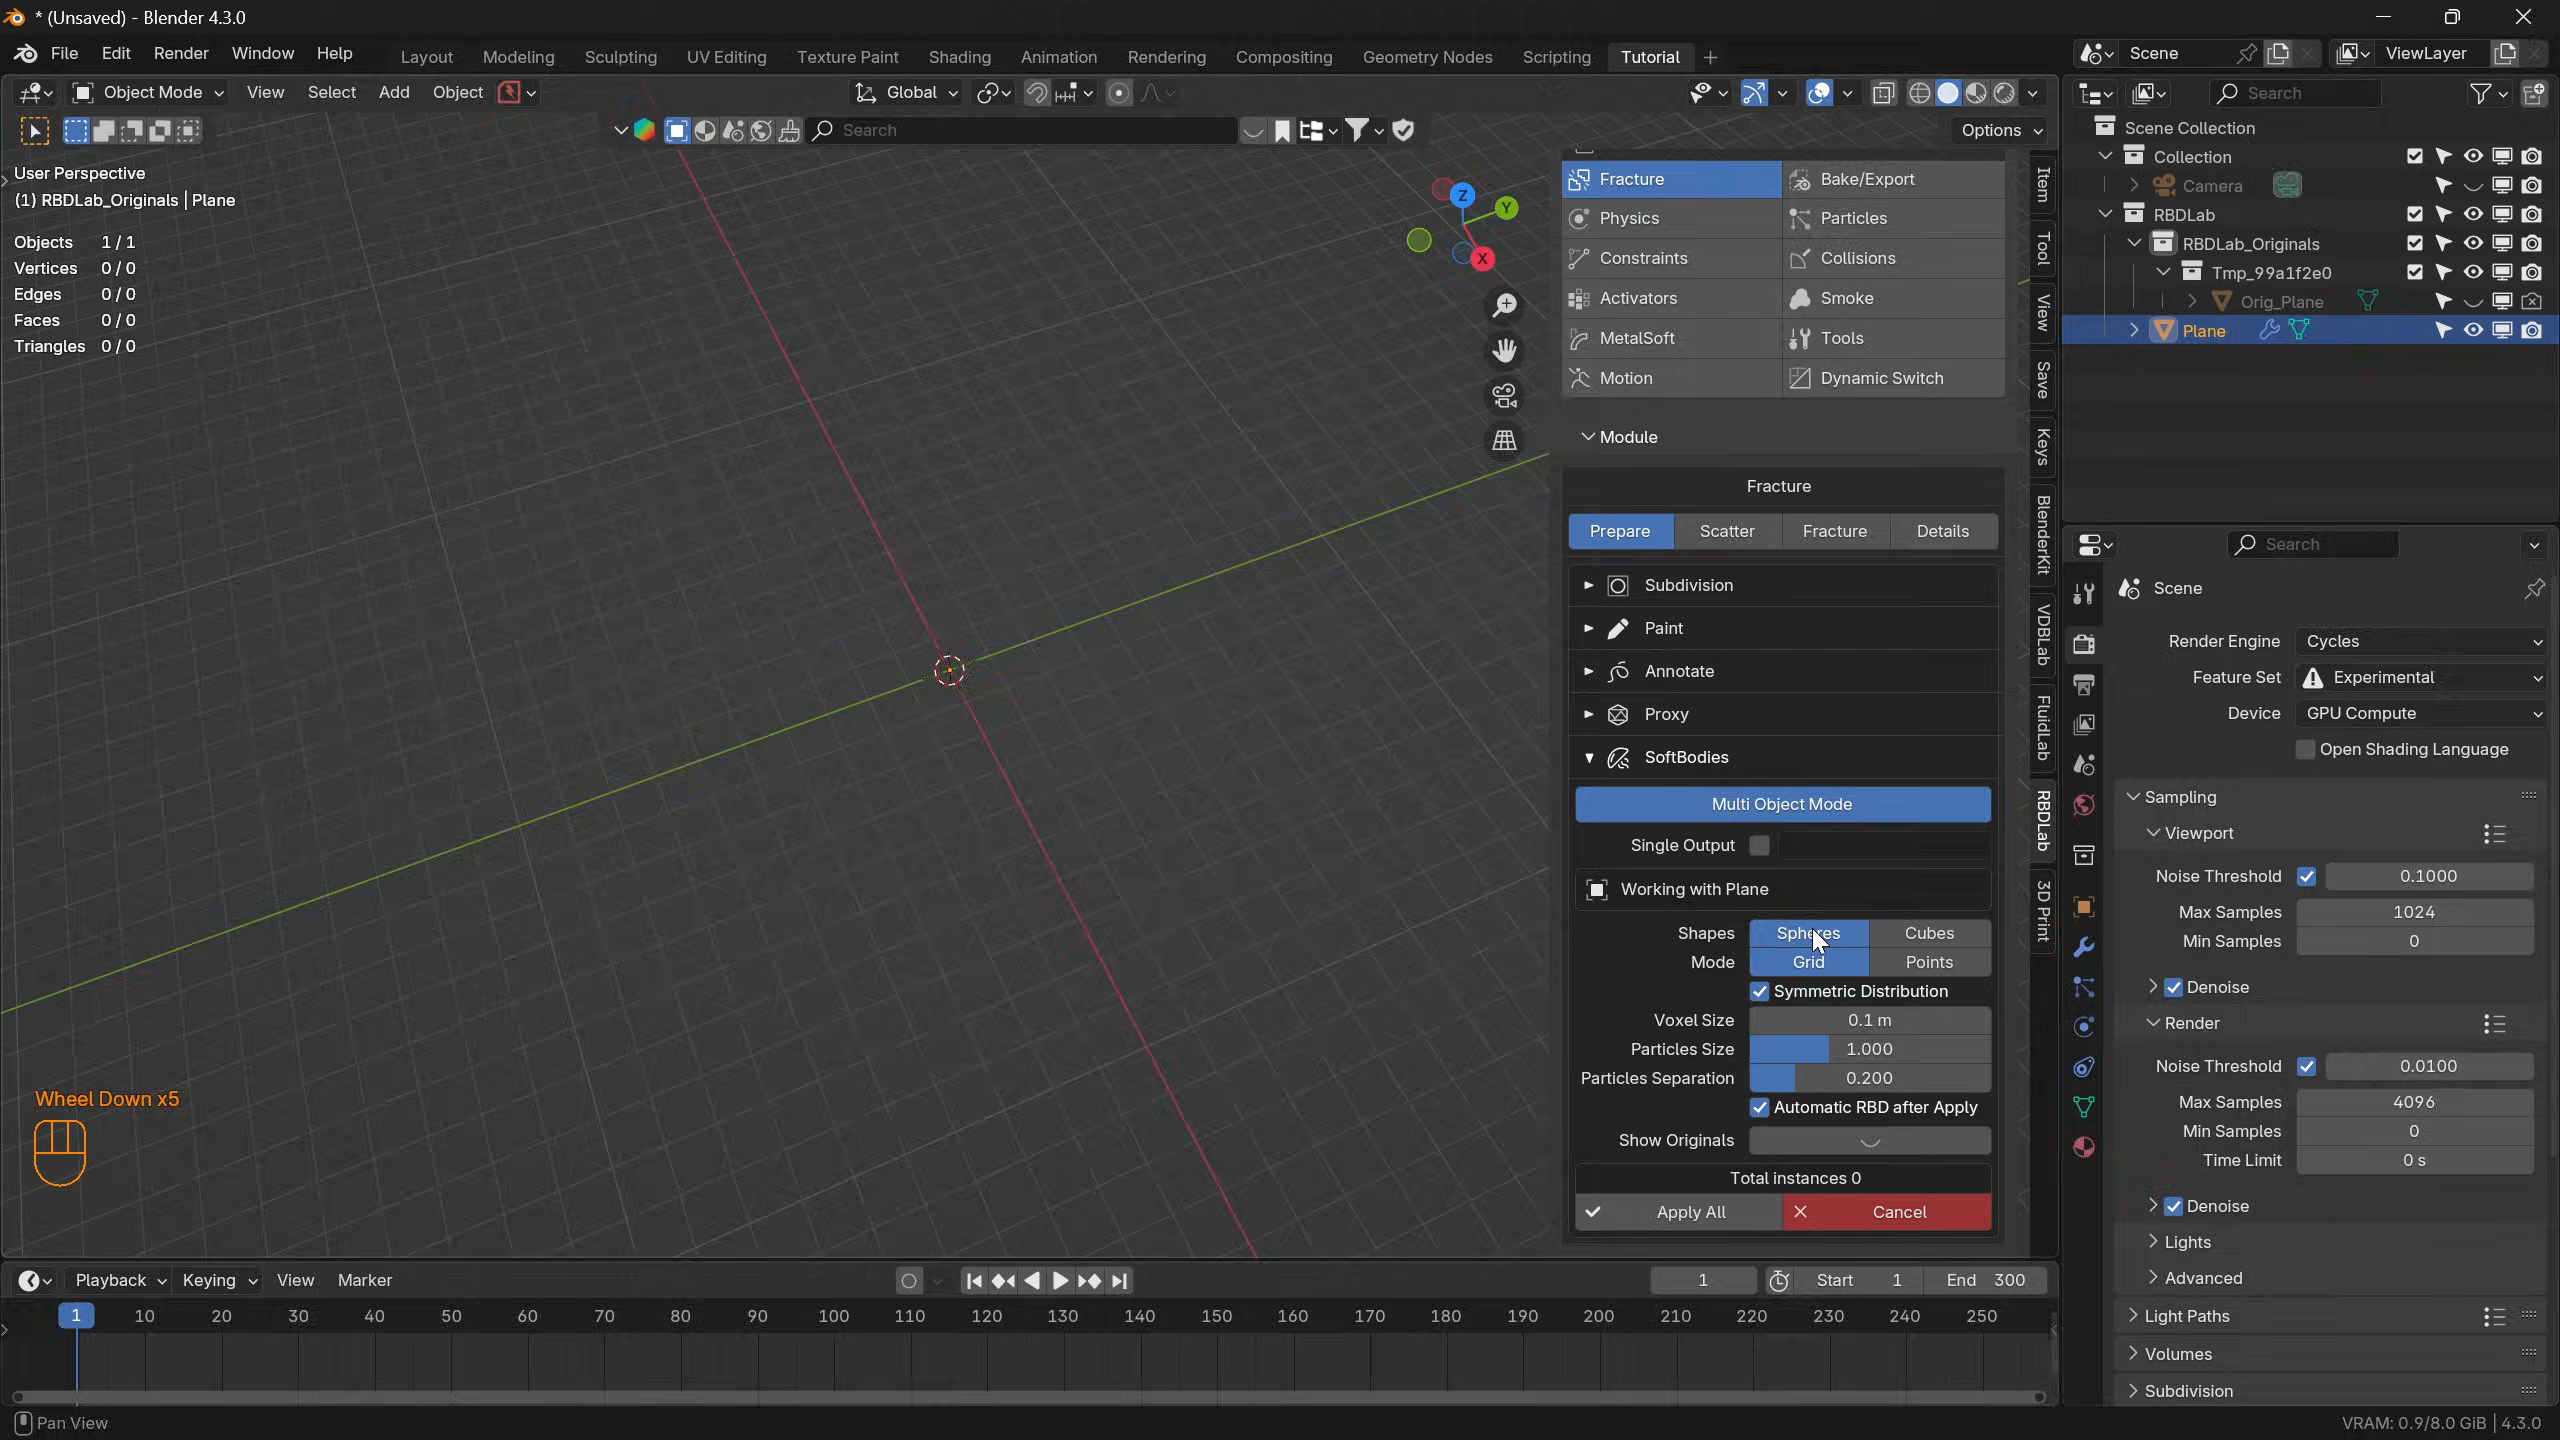 * (Unsaved) - Blender 4.3.0
File Edit Render Window Help Layout Modeling Sculpting UV Editing Texture Paint Shading Animation Rendering Compositing Geometry Nodes Scripting Tutorial Scene ViewLayer
Object Mode View Select Add Object Global
Search
Options
User Perspective
(1) RBDLab_Originals | Plane
Objects 1/1
Vertices 0/0
Edges 0/0
Faces 0/0
Triangles 0/0
Z
Y
X
Wheel Down x5
Fracture Bake/Export
Physics Particles
Constraints Collisions
Activators Smoke
MetalSoft Tools
Motion Dynamic Switch
Module
Fracture
Prepare Scatter Fracture Details
Subdivision
Paint
Annotate
Proxy
SoftBodies
Multi Object Mode
Single Output
Working with Plane
Shapes Spheres Cubes
Mode Grid Points
Symmetric Distribution
Voxel Size 0.1 m
Particles Size 1.000
Particles Separation 0.200
Automatic RBD after Apply
Show Originals
Total instances 0
Apply All Cancel
Item
Tool
View
Save
Keys
BlenderKit
VDBLab
FluidLab
RBDLab
3D Print
Search
Scene Collection
Collection
Camera
RBDLab
RBDLab_Originals
Tmp_99a1f2e0
Orig_Plane
Plane
Search
Scene
Render Engine Cycles
Feature Set Experimental
Device GPU Compute
Open Shading Language
Sampling
Viewport
Noise Threshold 0.1000
Max Samples 1024
Min Samples 0
Denoise
Render
Noise Threshold 0.0100
Max Samples 4096
Min Samples 0
Time Limit 0 s
Denoise
Lights
Advanced
Light Paths
Volumes
Subdivision
Playback Keying View Marker 1 Start 1 End 300
1 10 20 30 40 50 60 70 80 90 100 110 120 130 140 150 160 170 180 190 200 210 220 230 240 250
Pan View
VRAM: 0.9/8.0 GiB | 4.3.0